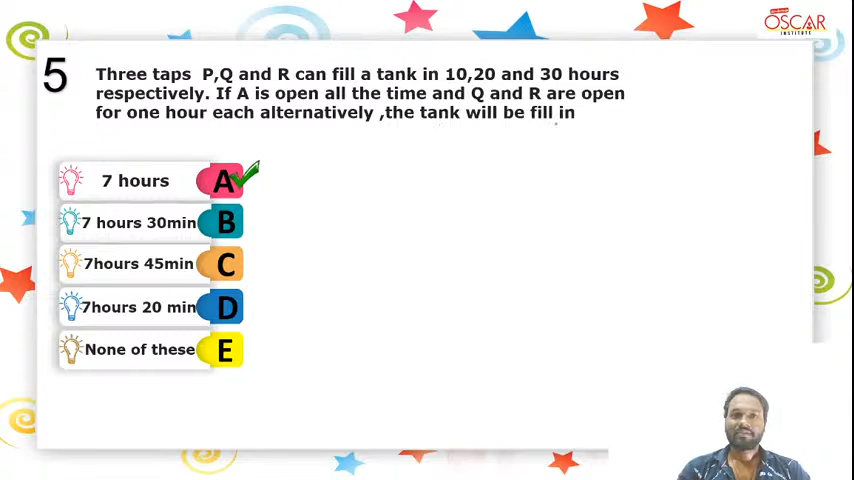 OSCAR
INSTITUTE
5
Three taps P,Q and R can fill a tank in 10,20 and 30 hours
respectively. If A is open all the time and Q and R are open
for one hour each alternatively ,the tank will be fill in
7 hours A
7 hours 30min B
7hours 45min C
7hours 20 min D
None of these E